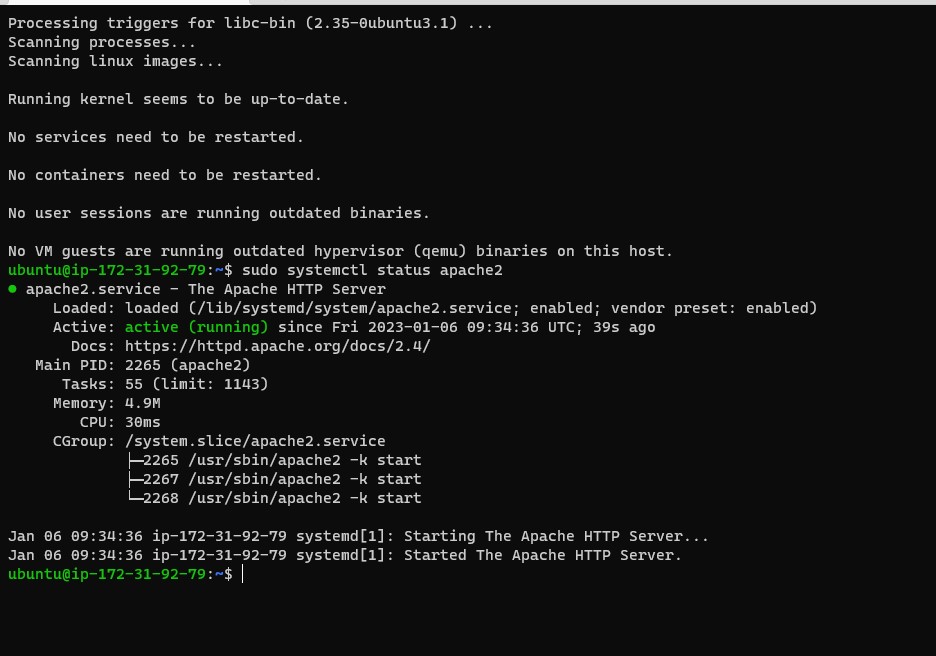 Processing triggers for libc-bin (2.35-0ubuntu3.1) ...
Scanning processes...
Scanning linux images...
Running kernel seems to be up-to-date.
No services need to be restarted.
No containers need to be restarted.
No user sessions are running outdated binaries.
No VM guests are running outdated hypervisor (qemu) binaries on this host.
ubuntu@ip-172-31-92-79:~$ sudo systemctl status apache2
● apache2.service - The Apache HTTP Server
     Loaded: loaded (/lib/systemd/system/apache2.service; enabled; vendor preset: enabled)
     Active: active (running) since Fri 2023-01-06 09:34:36 UTC; 39s ago
       Docs: https://httpd.apache.org/docs/2.4/
   Main PID: 2265 (apache2)
      Tasks: 55 (limit: 1143)
     Memory: 4.9M
        CPU: 30ms
     CGroup: /system.slice/apache2.service
             ├─2265 /usr/sbin/apache2 -k start
             ├─2267 /usr/sbin/apache2 -k start
             └─2268 /usr/sbin/apache2 -k start
Jan 06 09:34:36 ip-172-31-92-79 systemd[1]: Starting The Apache HTTP Server...
Jan 06 09:34:36 ip-172-31-92-79 systemd[1]: Started The Apache HTTP Server.
ubuntu@ip-172-31-92-79:~$